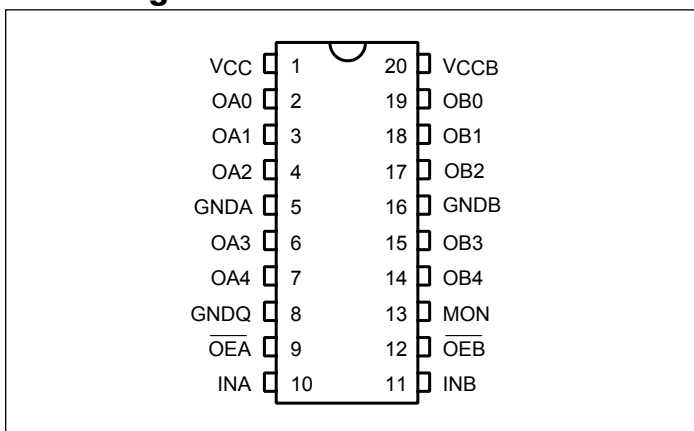 VCC 1 20 VCCB
OA0 2 19 OB0
OA1 3 18 OB1
OA2 4 17 OB2
GNDA 5 16 GNDB
OA3 6 15 OB3
OA4 7 14 OB4
GNDQ 8 13 MON
O̅E̅A̅ 9 12 O̅E̅B̅
INA 10 11 INB